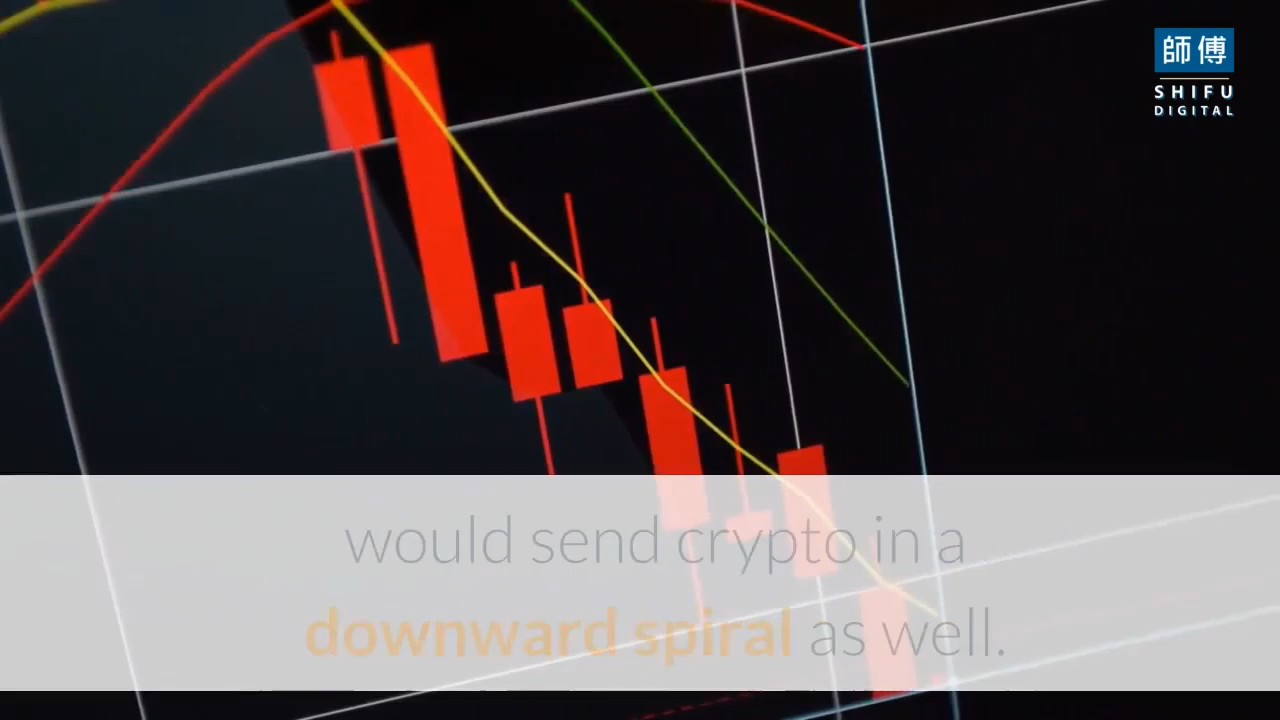 師傅
SHIFU
DIGITAL
would send crypto in a
downward spiral as well.